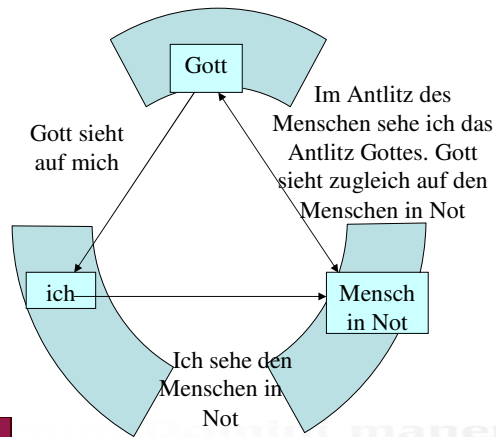 Gott
Im Antlitz des
Menschen sehe ich das
Antlitz Gottes. Gott
sieht zugleich auf den
Menschen in Not
Gott sieht
auf mich
ich
Mensch
in Not
Ich sehe den
Menschen in
Not